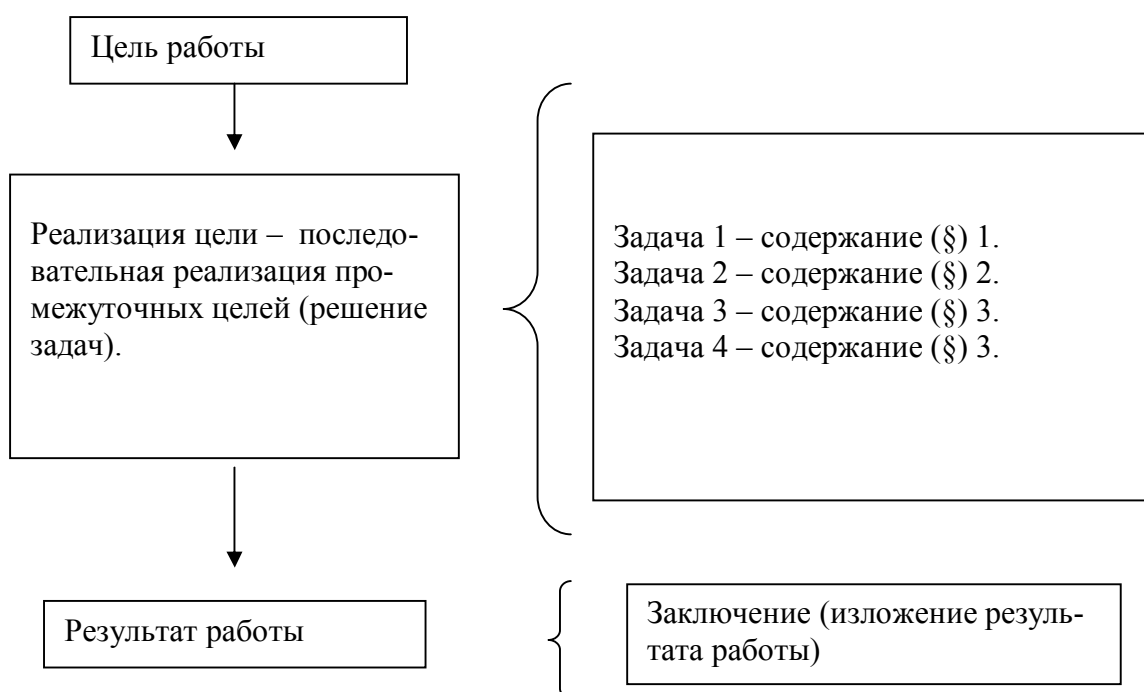 Цель работы
Реализация цели –  последо-
вательная реализация про-
межуточных целей (решение
задач).
Задача 1 – содержание (§) 1.
Задача 2 – содержание (§) 2.
Задача 3 – содержание (§) 3.
Задача 4 – содержание (§) 3.
Результат работы
Заключение (изложение резуль-
тата работы)